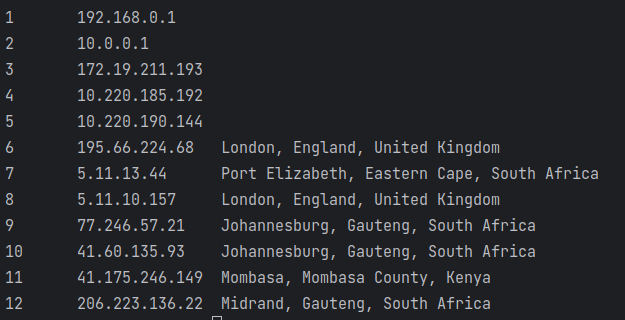 1 192.168.0.1
2 10.0.0.1
3 172.19.211.193
4 10.220.185.192
5 10.220.190.144
6 195.66.224.68 London, England, United Kingdom
7 5.11.13.44 Port Elizabeth, Eastern Cape, South Africa
8 5.11.10.157 London, England, United Kingdom
9 77.246.57.21 Johannesburg, Gauteng, South Africa
10 41.60.135.93 Johannesburg, Gauteng, South Africa
11 41.175.246.149 Mombasa, Mombasa County, Kenya
12 206.223.136.22 Midrand, Gauteng, South Africa